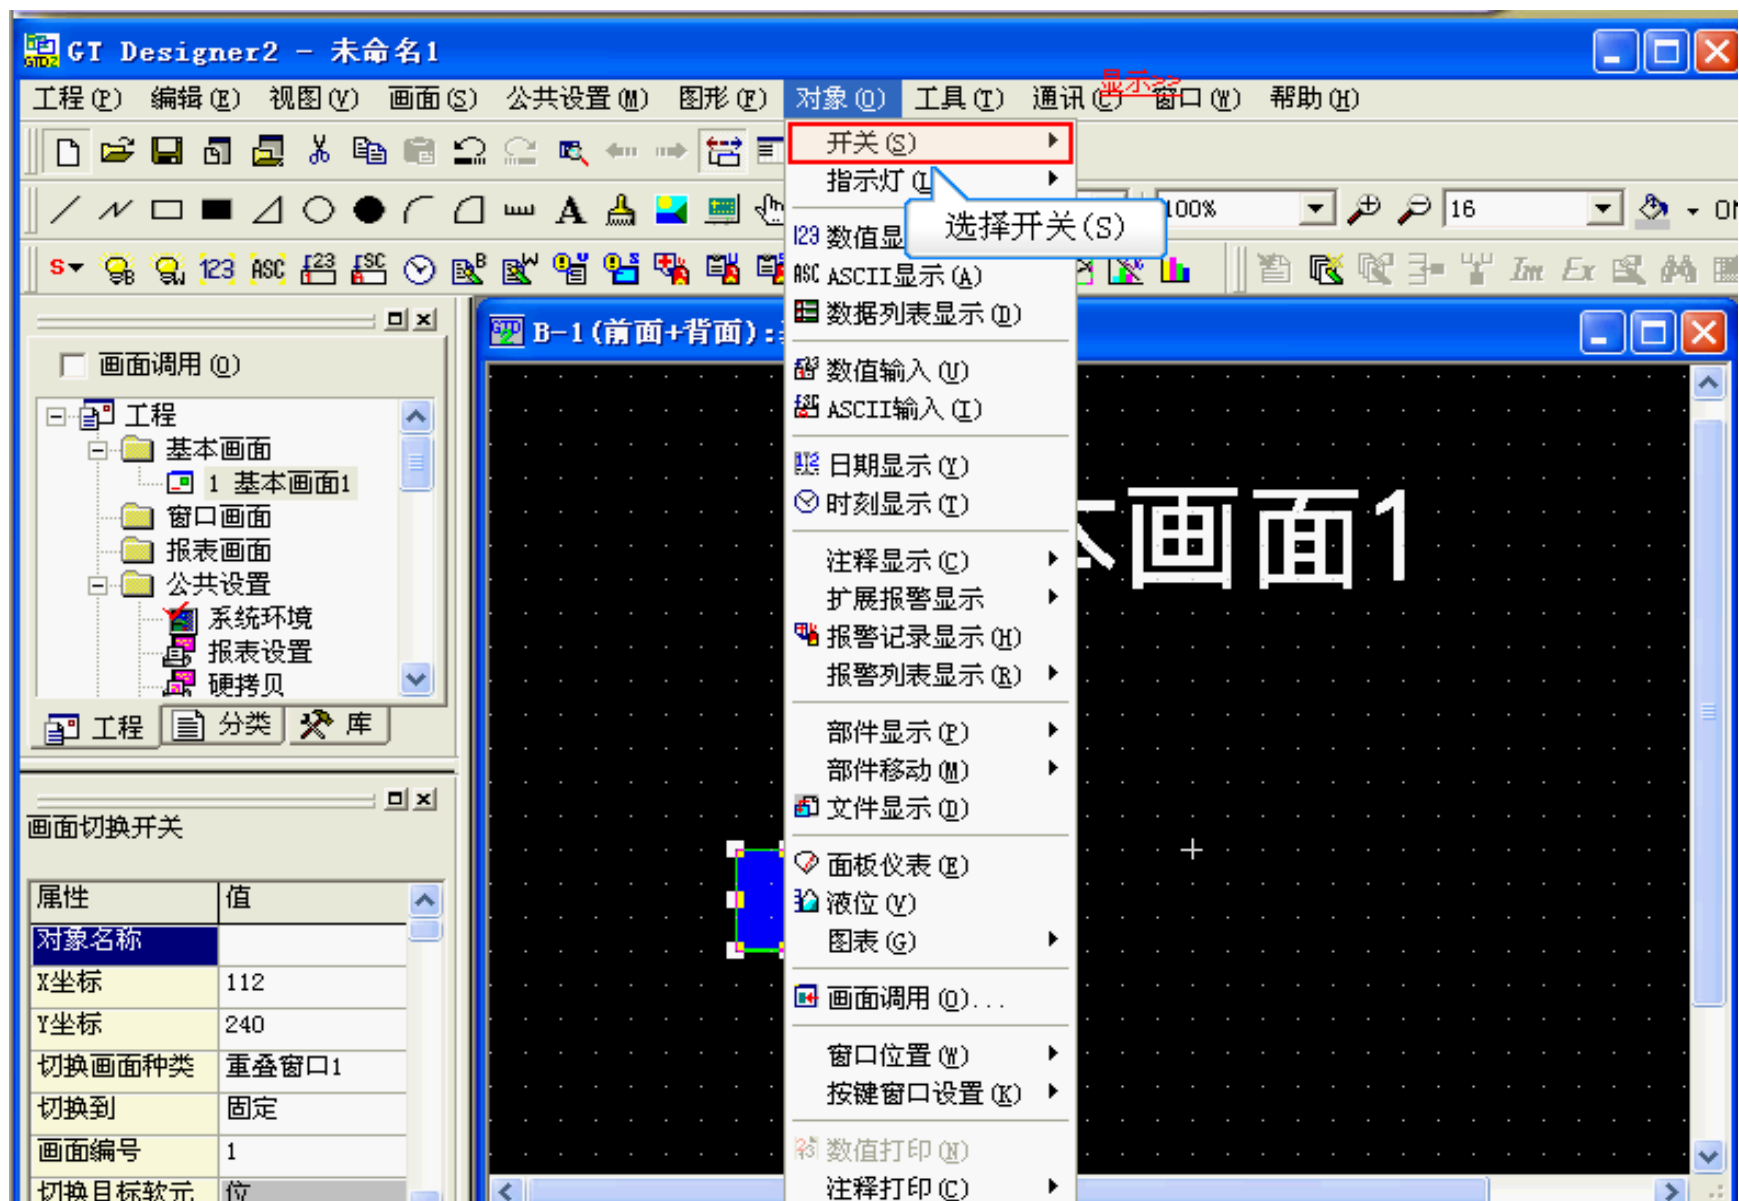 GT Designer2 - 未命名1
工程(P) 编辑(E) 视图(V) 画面(S) 公共设置(M) 图形(F) 对象(O) 工具(T) 通讯(C) 窗口(W) 帮助(H)
显示>>
开关(S)
指示灯(L
选择开关(S)
100%
16
123 数值显
ASC ASCII显示(A)
数据列表显示(D)
数值输入(U)
ASCII输入(I)
日期显示(Y)
时刻显示(T)
注释显示(C)
扩展报警显示
报警记录显示(H)
报警列表显示(R)
部件显示(P)
部件移动(M)
文件显示(D)
面板仪表(E)
液位(V)
图表(G)
画面调用(O)...
窗口位置(W)
按键窗口设置(K)
数值打印(N)
注释打印(C)
画面调用(O)
工程
基本画面
1 基本画面1
窗口画面
报表画面
公共设置
系统环境
报表设置
硬拷贝
工程 分类 库
画面切换开关
属性 值
对象名称
X坐标 112
Y坐标 240
切换画面种类 重叠窗口1
切换到 固定
画面编号 1
切换目标软元 位
B-1(前面+背面):
画面1